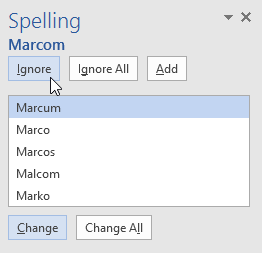 Spelling
Marcom
Ignore Ignore All Add
Marcum
Marco
Marcos
Malcom
Marko
Change Change All